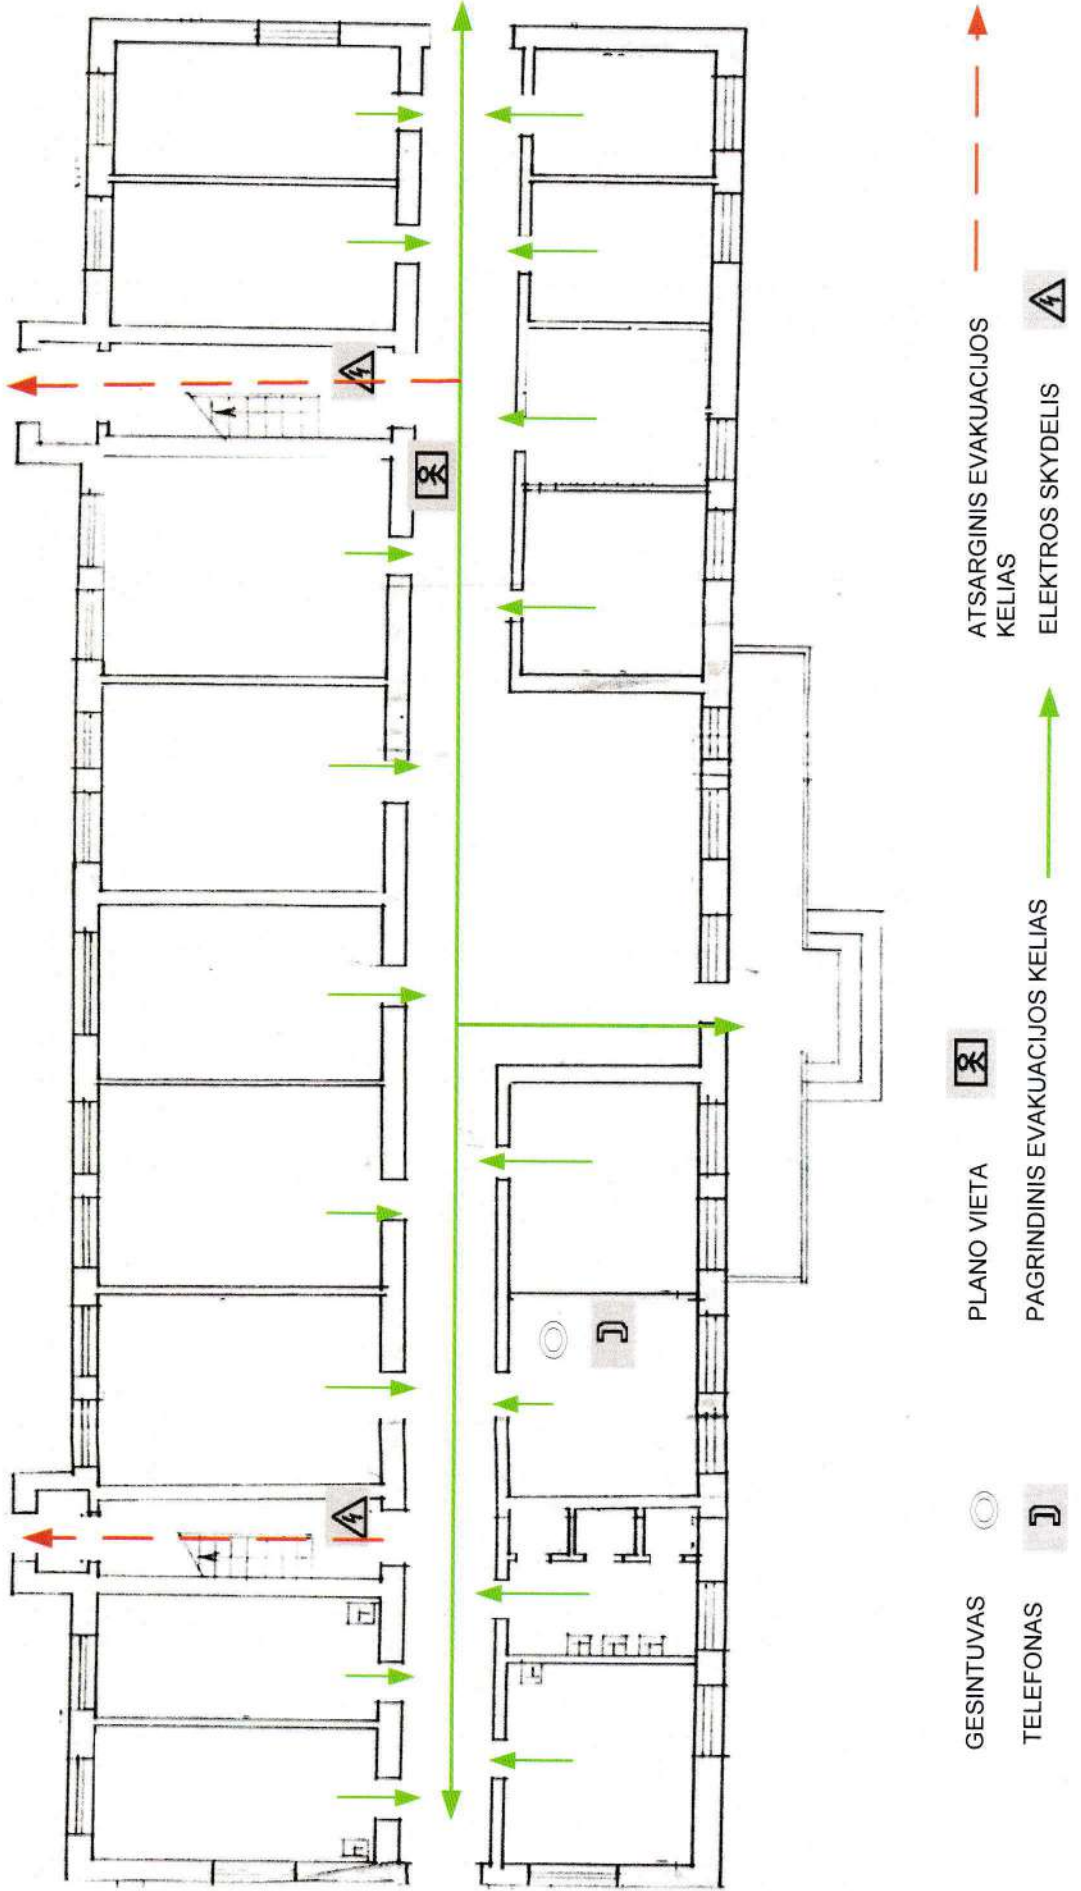 GESINTUVAS
PLANO VIETA
ATSARGINIS EVAKUACIJOS
KELIAS
TELEFONAS
PAGRINDINIS EVAKUACIJOS KELIAS
ELEKTROS SKYDELIS